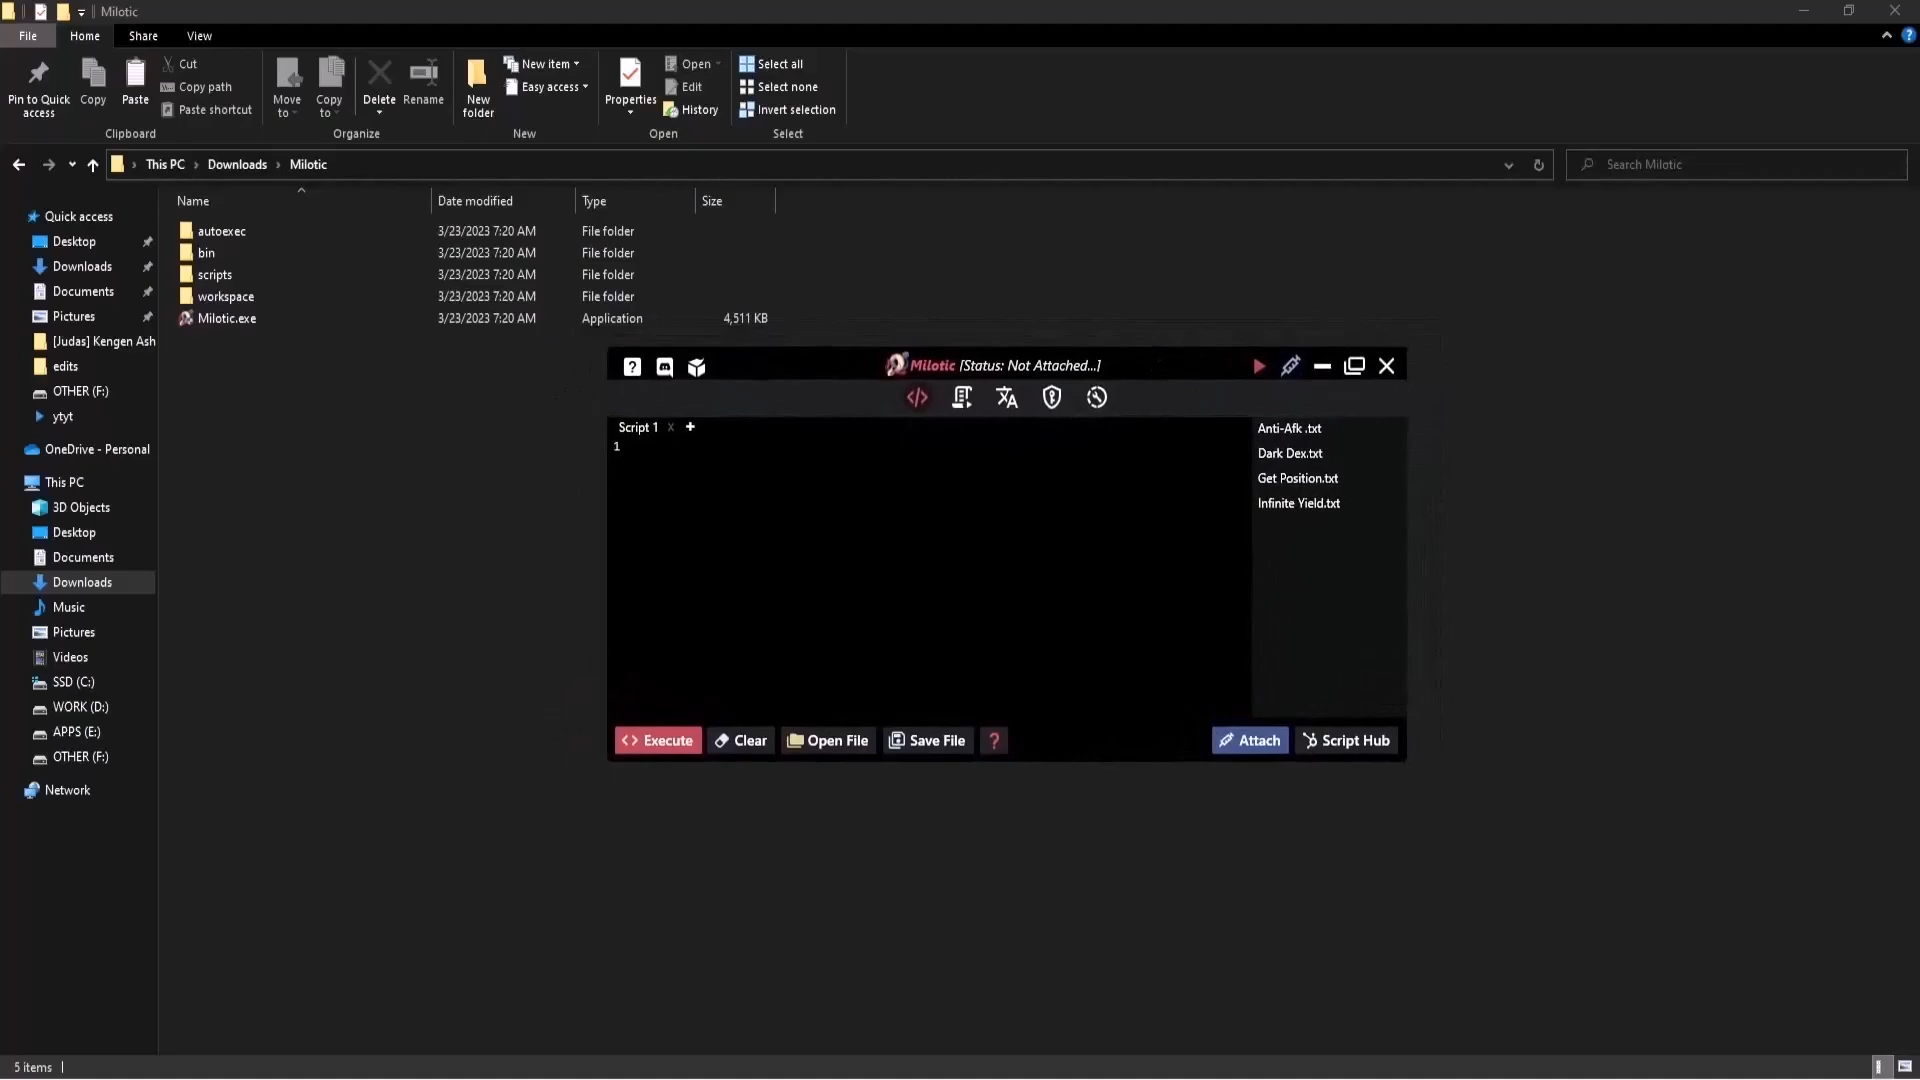 Milotic
File Home Share View
Pin to Quick access
Copy
Paste
Cut
Copy path
Paste shortcut
Clipboard
Move to
Copy to
Delete
Rename
Organize
New folder
New item
Easy access
New
Properties
Open
Edit
History
Open
Select all
Select none
Invert selection
Select
This PC › Downloads › Milotic
Search Milotic
Name Date modified Type Size
autoexec 3/23/2023 7:20 AM File folder
bin 3/23/2023 7:20 AM File folder
scripts 3/23/2023 7:20 AM File folder
workspace 3/23/2023 7:20 AM File folder
Milotic.exe 3/23/2023 7:20 AM Application 4,511 KB
Quick access
Desktop
Downloads
Documents
Pictures
[Judas] Kengen Ash
edits
OTHER (F:)
ytyt
OneDrive - Personal
This PC
3D Objects
Desktop
Documents
Downloads
Music
Pictures
Videos
SSD (C:)
WORK (D:)
APPS (E:)
OTHER (F:)
Network
Milotic [Status: Not Attached...]
Script 1 x +
1
Anti-Afk .txt
Dark Dex.txt
Get Position.txt
Infinite Yield.txt
<> Execute Clear Open File Save File ? Attach Script Hub
5 items